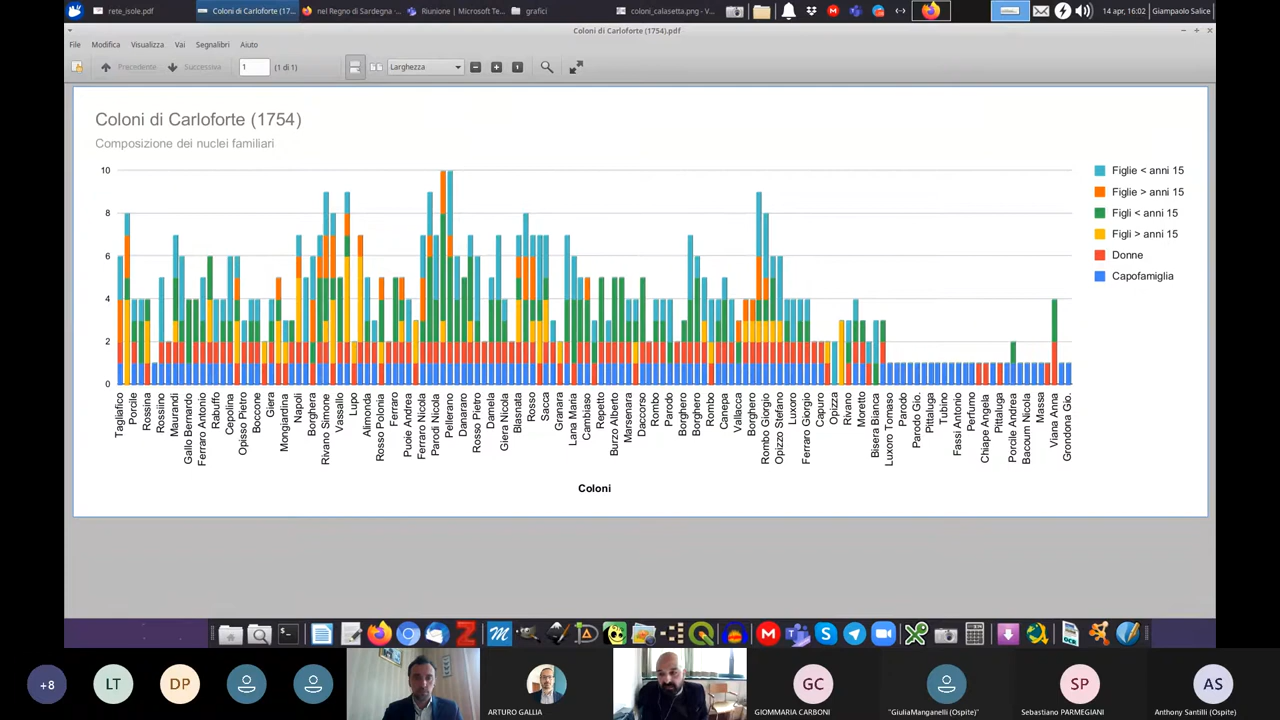 rete_isole.pdf
Coloni di Carloforte (17...
nel Regno di Sardegna -...
Riunione | Microsoft Te...
grafici
coloni_calasetta.png - V...
14 apr, 16:02
Giampaolo Salice
Coloni di Carloforte (1754).pdf
File
Modifica
Visualizza
Vai
Segnalibri
Aiuto
Precedente
Successiva
1
(1 di 1)
Larghezza
Coloni di Carloforte (1754)
Composizione dei nuclei familiari
10
8
6
4
2
0
Figlie < anni 15
Figlie > anni 15
Figli < anni 15
Figli > anni 15
Donne
Capofamiglia
Tagliafico
Porcile
Rossina
Rossino
Maurandi
Gallo Bernardo
Ferraro Antonio
Rabuffo
Cepolina
Opisso Pietro
Boccone
Giera
Mongiardina
Napoli
Borghera
Rivano Simone
Vassallo
Lupo
Alimonda
Rosso Polonia
Ferraro
Puoie Andrea
Ferraro Nicola
Parodi Nicola
Pellerano
Danararo
Rosso Pietro
Damela
Giera Nicola
Blasnata
Rosso
Sacca
Granara
Lana Maria
Cambiaso
Repetto
Burzo Alberto
Marsenara
Daccorso
Rombo
Parodo
Borghero
Borghero
Rombo
Canepa
Vallacca
Borghero
Rombo Giorgio
Opizzo Stefano
Luxoro
Ferraro Giorgio
Capuro
Opizza
Rivano
Moretto
Bisera Bianca
Luxoro Tomaso
Parodo
Parodo Gio.
Pittaluga
Tubino
Fassi Antonio
Perfumo
Chiape Angela
Pittaluga
Porcile Andrea
Bacoum Nicola
Massa
Viana Anna
Grondona Gio.
Coloni
+8
LT
DP
ARTURO GALLIA
GC
GIOMMARIA CARBONI
"GiuliaManganelli (Ospite)"
SP
Sebastiano PARMEGIANI
AS
Anthony Santilli (Ospite)